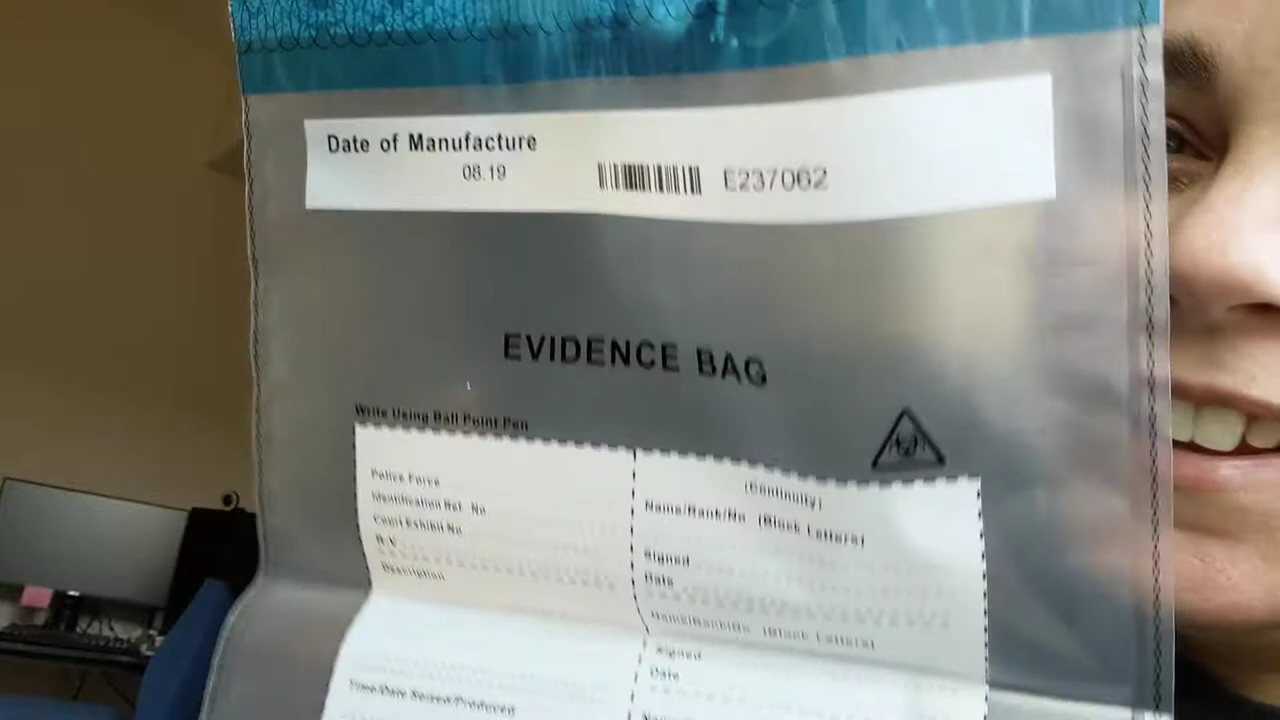 Date of Manufacture
08.19
E237062
EVIDENCE BAG
Write Using Ball Point Pen
Police Force
Identification Ref. No
Court Exhibit No
R.V.
Description
Time/Date Seized/Produced
(Continuity)
Name/Rank/No (Block Letters)
Signed
Date
Name/Rank/No (Block Letters)
Signed
Date